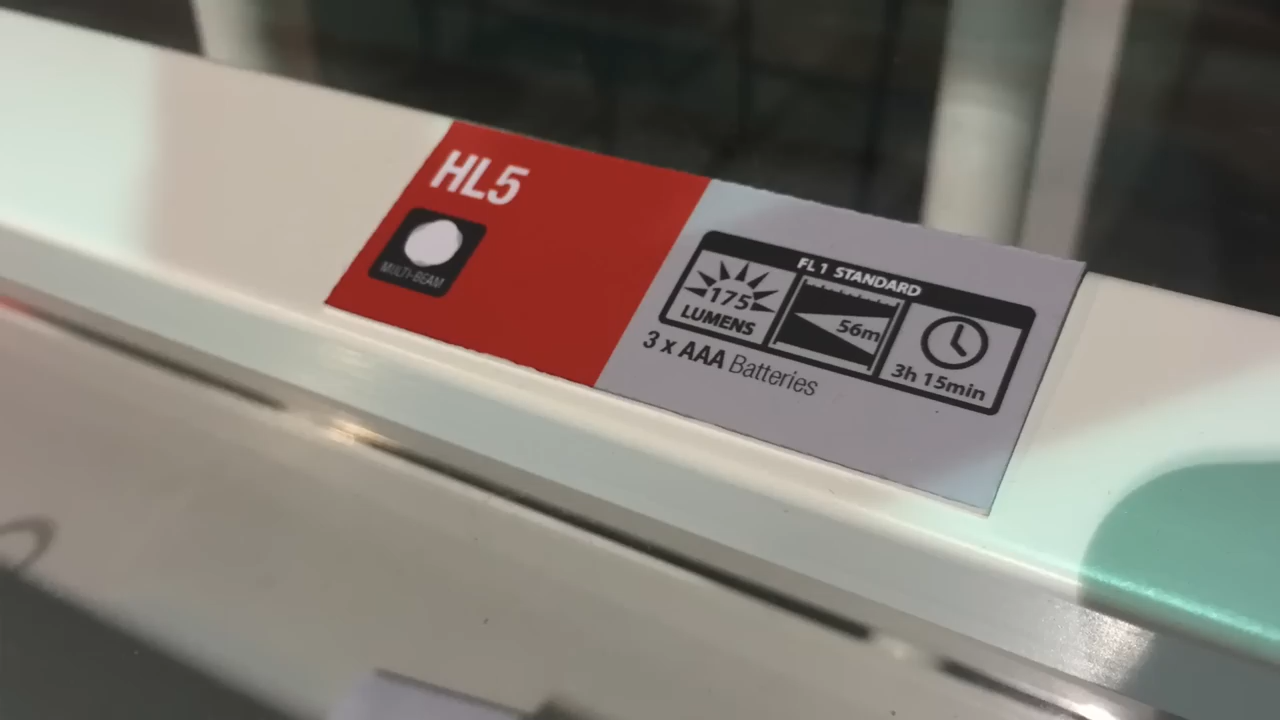 HL5
MULTI-BEAM
FL 1 STANDARD
175
LUMENS
56m
3h 15min
3 x AAA Batteries